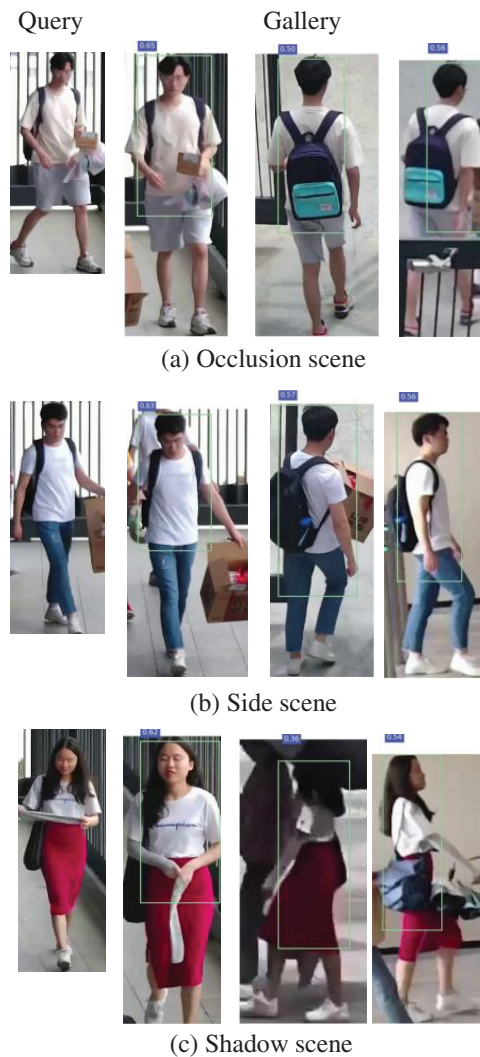 Query Gallery
0.65 0.50 0.56
(a) Occlusion scene
0.63 0.57 0.56
(b) Side scene
0.62 0.36 0.54
(c) Shadow scene